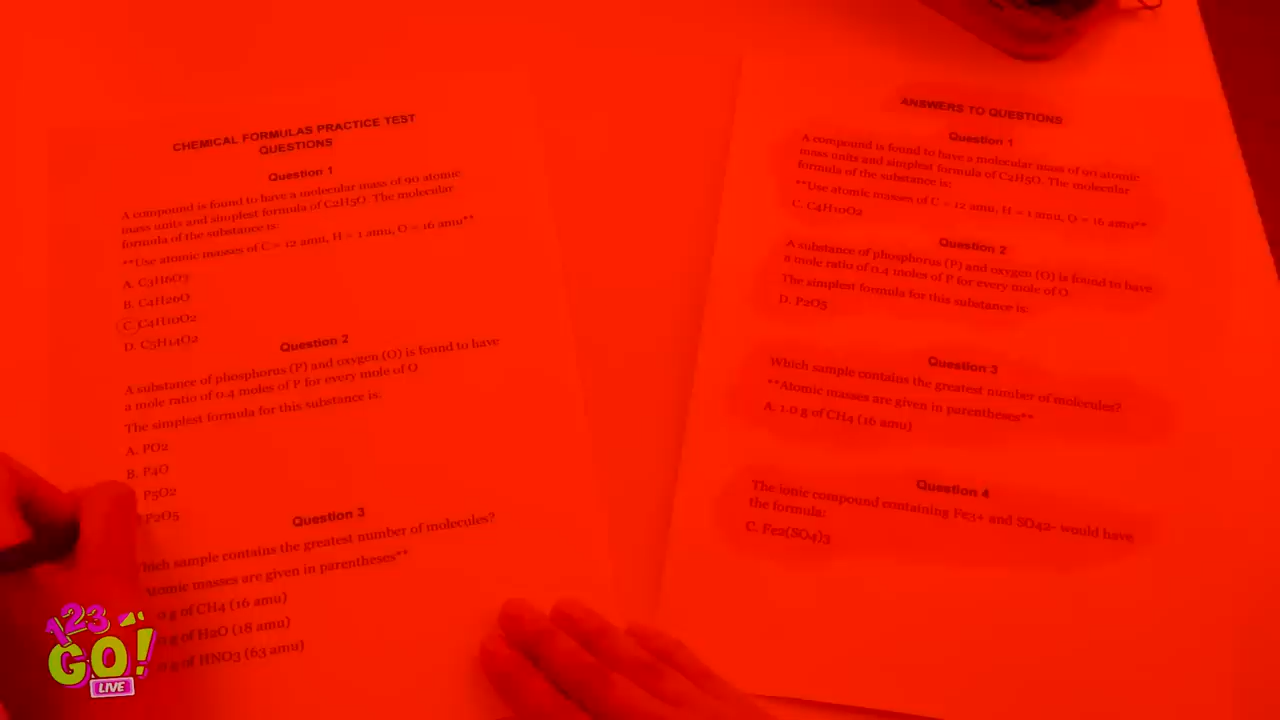 CHEMICAL FORMULAS PRACTICE TEST
QUESTIONS
Question 1
A compound is found to have a molecular mass of 90 atomic
mass units and simplest formula of C2H5O. The molecular
formula of the substance is:
**Use atomic masses of C = 12 amu, H = 1 amu, O = 16 amu**
A. C3H6O3
B. C4H26O
C. C4H10O2
D. C5H14O2
Question 2
A substance of phosphorus (P) and oxygen (O) is found to have
a mole ratio of 0.4 moles of P for every mole of O
The simplest formula for this substance is:
A. PO2
B. P4O
P5O2
P2O5
Question 3
hich sample contains the greatest number of molecules?
Atomic masses are given in parentheses**
0 g of CH4 (16 amu)
g of H2O (18 amu)
g of HNO3 (63 amu)
ANSWERS TO QUESTIONS
Question 1
A compound is found to have a molecular mass of 90 atomic
mass units and simplest formula of C2H5O. The molecular
formula of the substance is:
**Use atomic masses of C = 12 amu, H = 1 amu, O = 16 amu**
C. C4H10O2
Question 2
A substance of phosphorus (P) and oxygen (O) is found to have
a mole ratio of 0.4 moles of P for every mole of O.
The simplest formula for this substance is:
D. P2O5
Question 3
Which sample contains the greatest number of molecules?
**Atomic masses are given in parentheses**
A. 1.0 g of CH4 (16 amu)
Question 4
The ionic compound containing Fe3+ and SO42- would have
the formula:
C. Fe2(SO4)3
123
GO!
LIVE